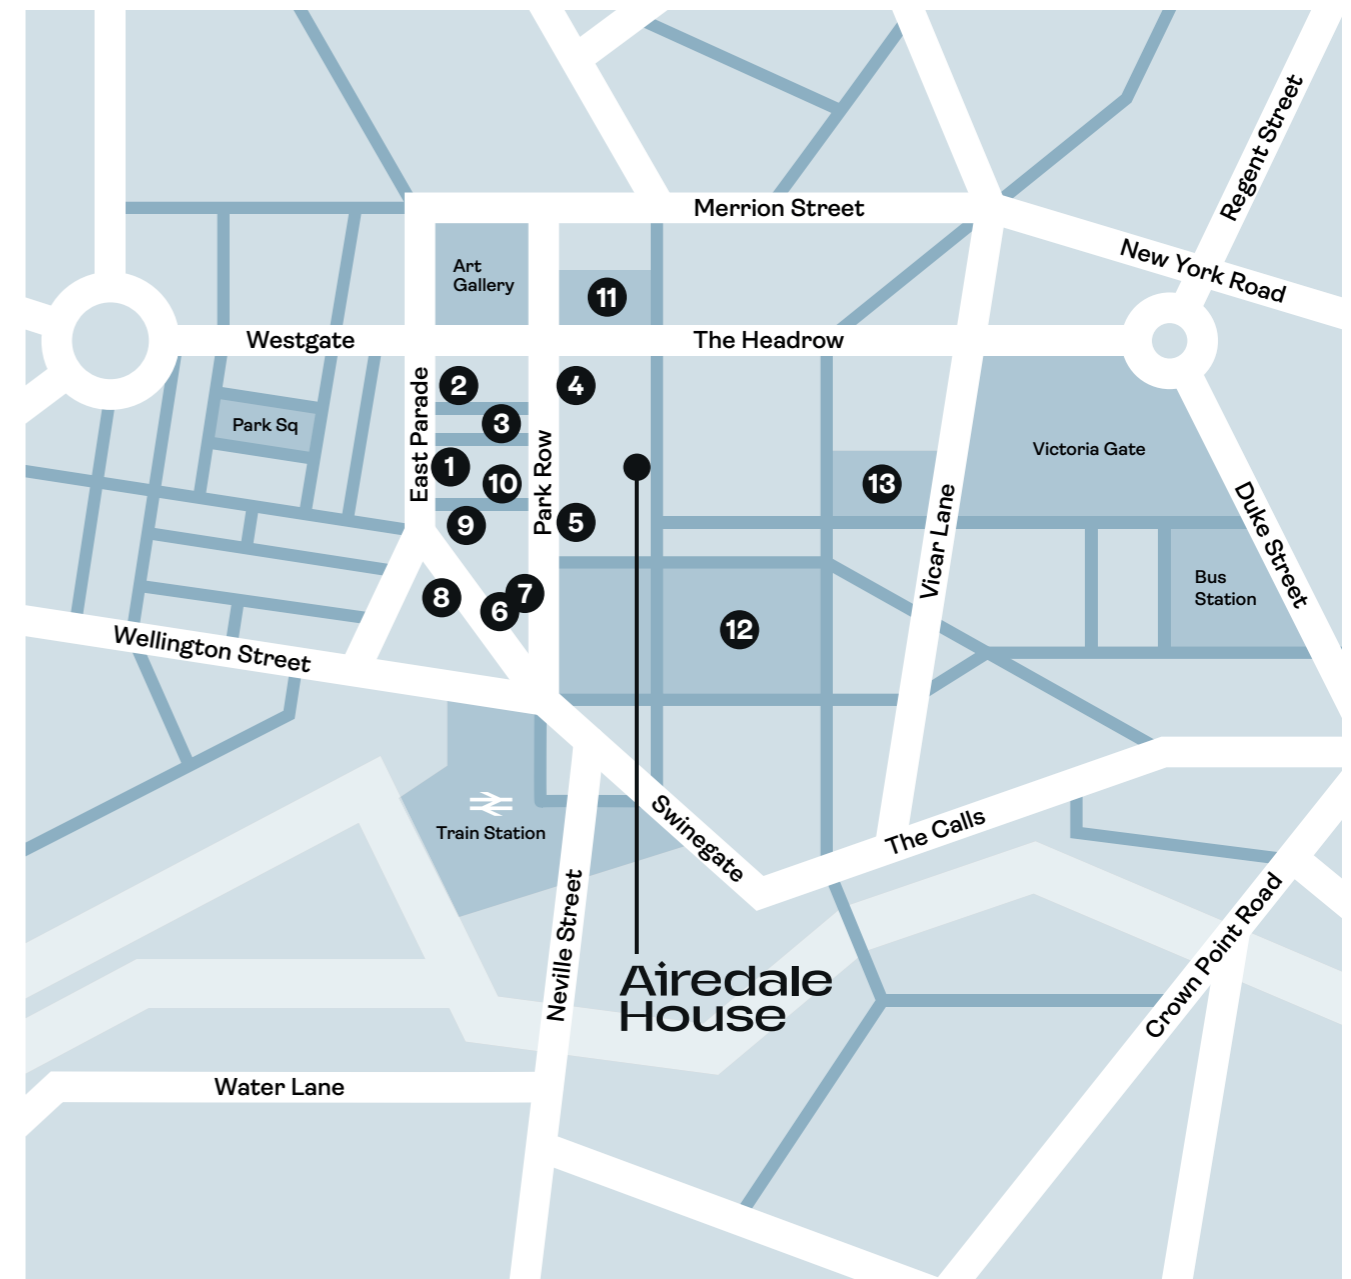 Regent Street
Merrion Street
New York Road
Art
Gallery
11
Westgate
The Headrow
East Parade
2
4
3
Park Sq
Park Row
Victoria Gate
1
10
13
9
5
Vicar Lane
Duke Street
Bus
Station
8
7
6
12
Wellington Street
Train Station
Swinegate
The Calls
Neville Street
Crown Point Road
Airedale
House
Water Lane